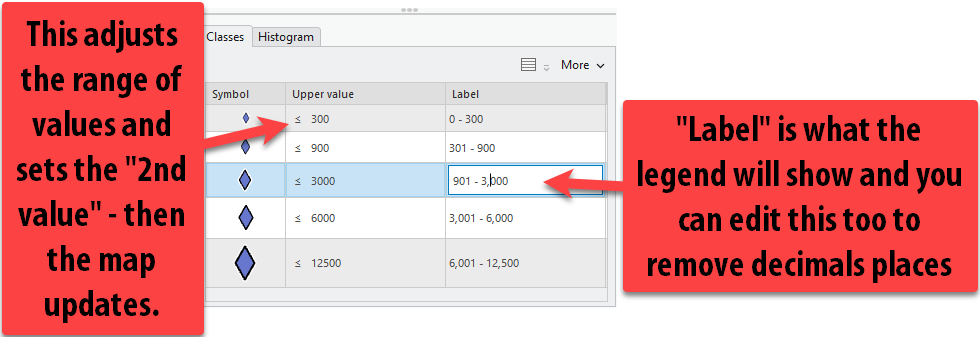 This adjusts
the range of
values and
sets the "2nd
value" - then
the map
updates.
Classes Histogram
More
Symbol Upper value Label
≤ 300 0 - 300
≤ 900 301 - 900
≤ 3000 901 - 3,000
≤ 6000 3,001 - 6,000
≤ 12500 6,001 - 12,500
"Label" is what the
legend will show and you
can edit this too to
remove decimals places